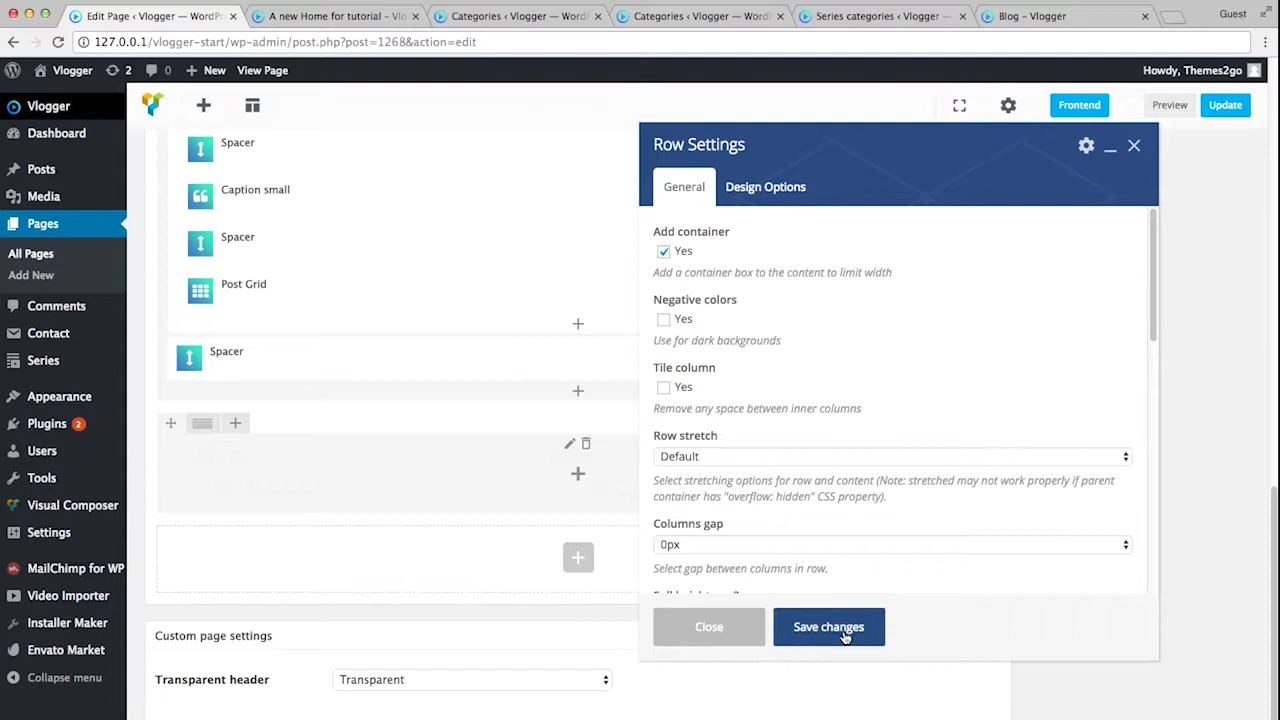 Edit Page ‹ Vlogger — WordPr
A new Home for tutorial – Vlogg
Categories ‹ Vlogger — WordPr
Categories ‹ Vlogger — WordPr
Series categories ‹ Vlogger —
Blog – Vlogger
Guest
127.0.0.1/vlogger-start/wp-admin/post.php?post=1268&action=edit
Vlogger
2
0
New
View Page
Howdy, Themes2go
Vlogger
Dashboard
Posts
Media
Pages
All Pages
Add New
Comments
Contact
Series
Appearance
Plugins 2
Users
Tools
Visual Composer
Settings
MailChimp for WP
Video Importer
Installer Maker
Envato Market
Collapse menu
Frontend
Preview
Update
Spacer
Caption small
Spacer
Post Grid
Spacer
Row Settings
General
Design Options
Add container
Yes
Add a container box to the content to limit width
Negative colors
Yes
Use for dark backgrounds
Tile column
Yes
Remove any space between inner columns
Row stretch
Default
Select stretching options for row and content (Note: stretched may not work properly if parent
container has "overflow: hidden" CSS property).
Columns gap
0px
Select gap between columns in row.
Close
Save changes
Custom page settings
Transparent header
Transparent